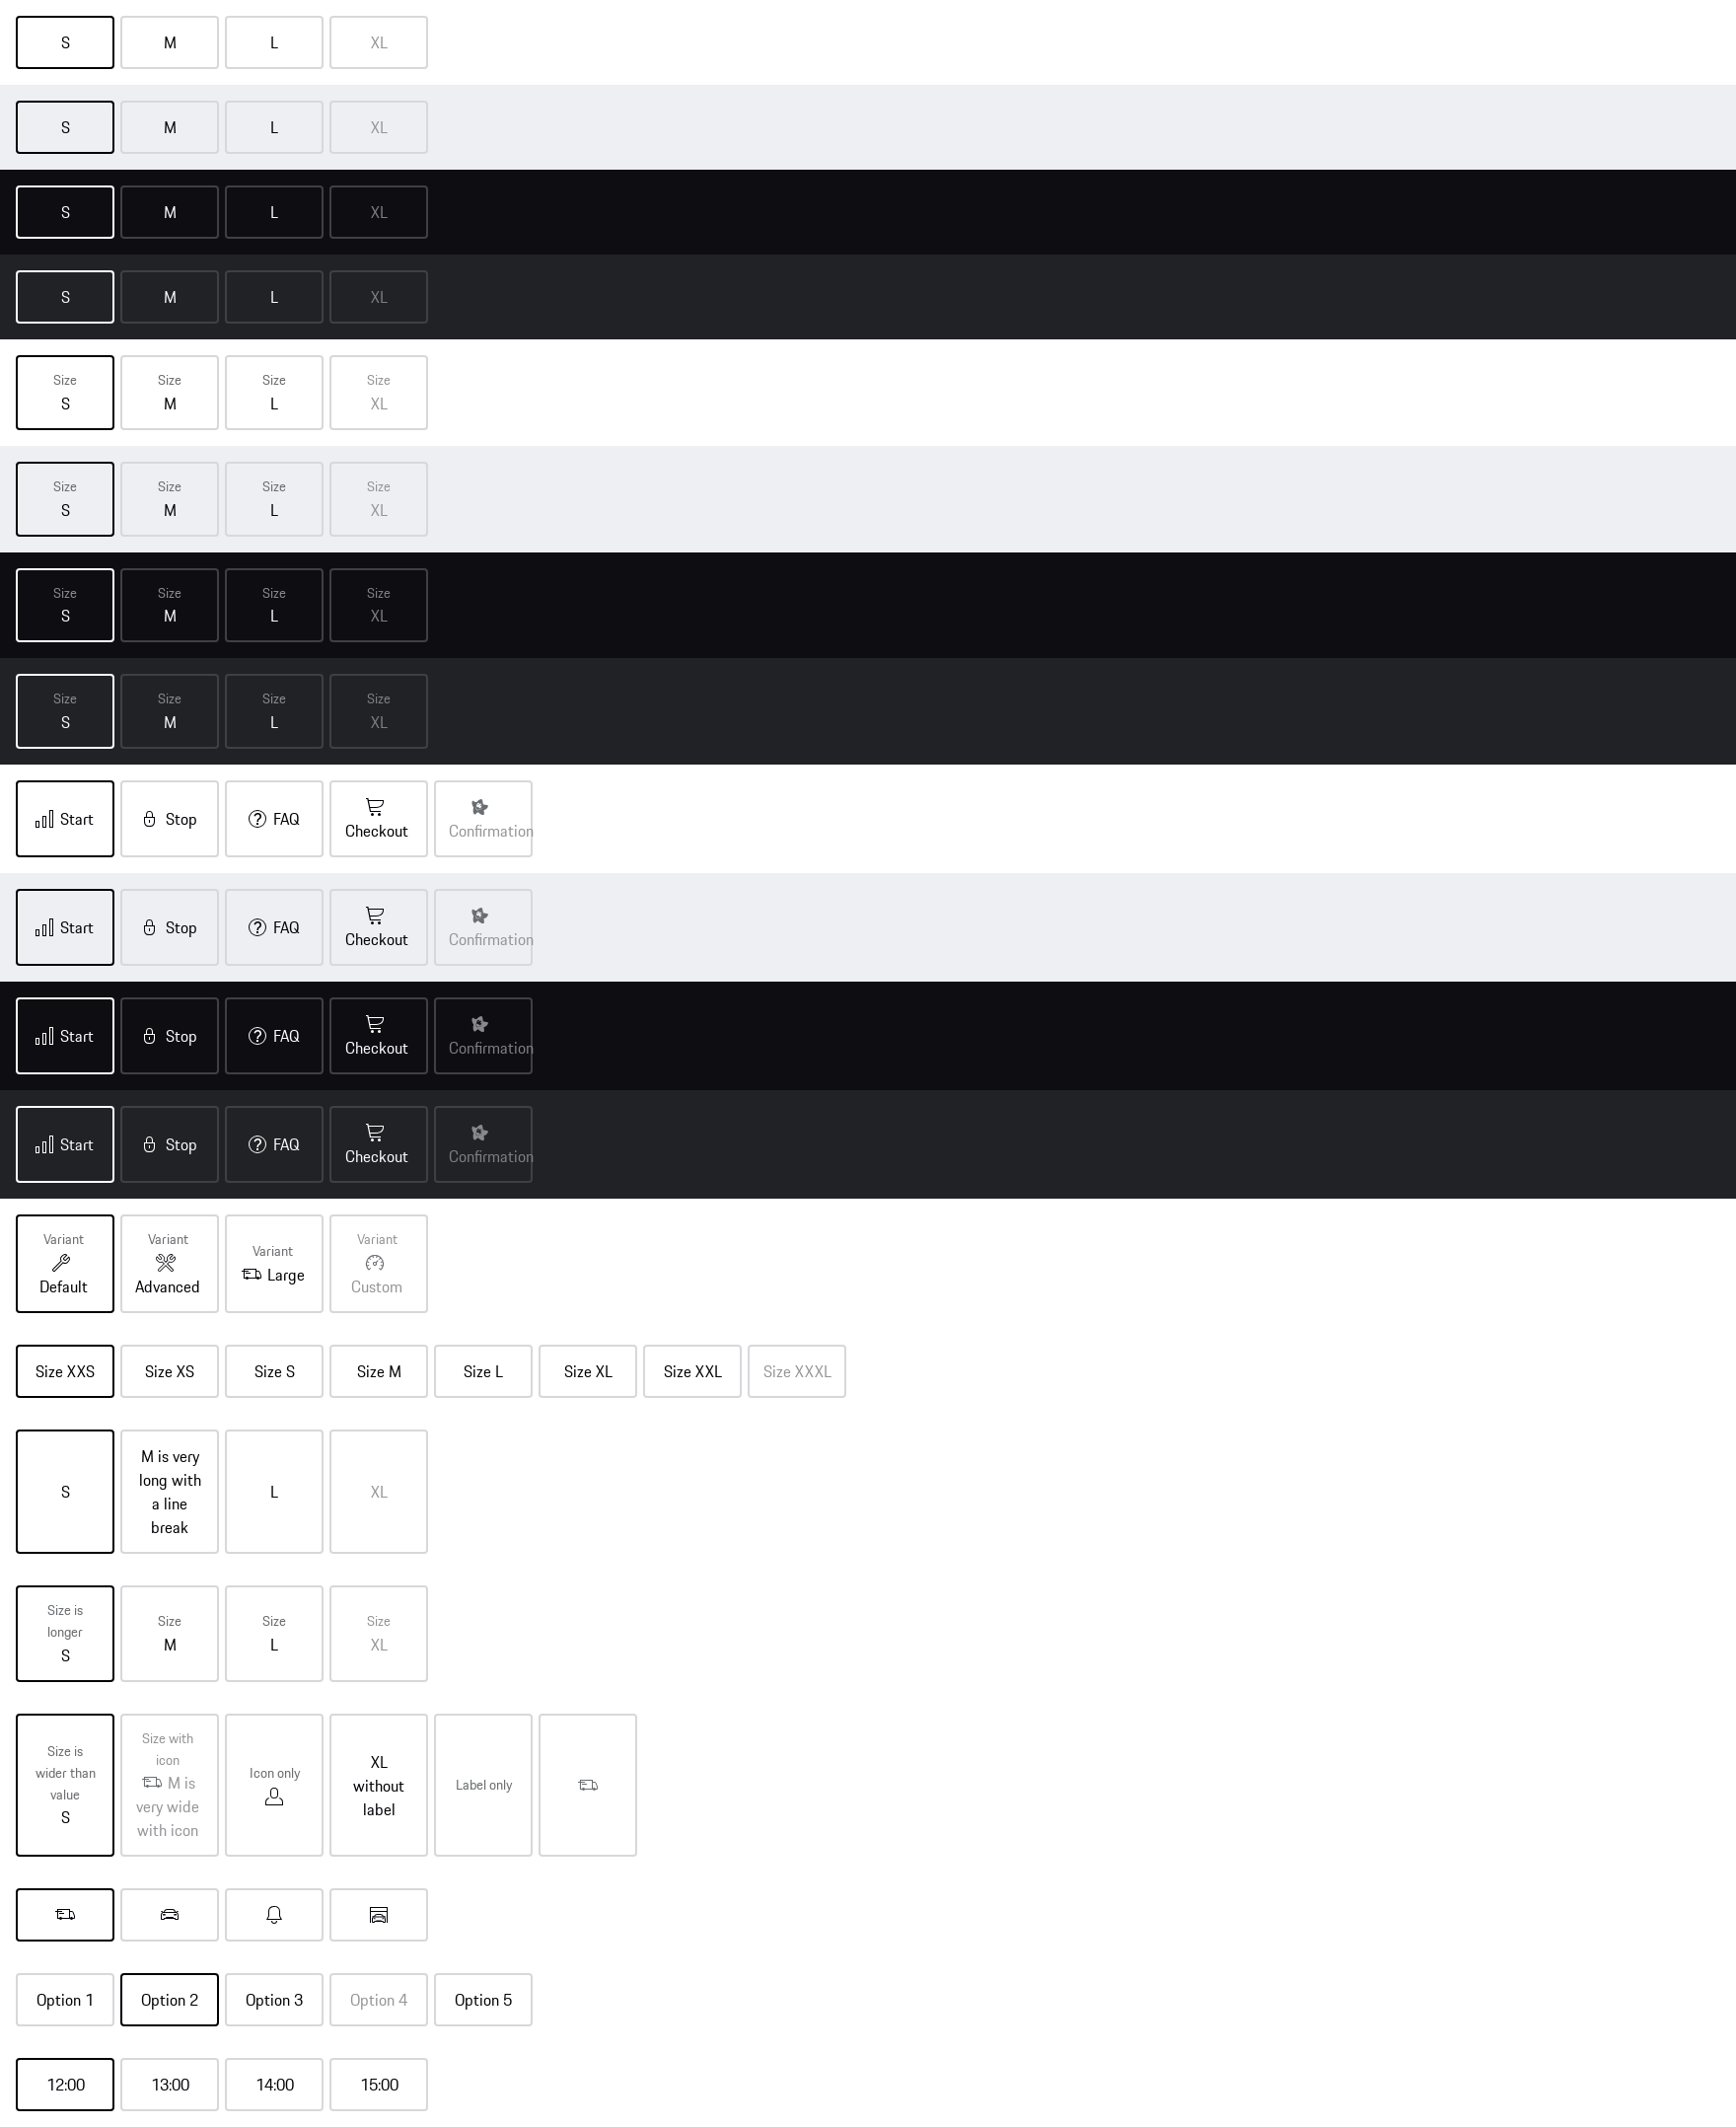 S M L XL
S M L XL
S M L XL
S M L XL
Size Size Size Size
S M L XL
Size Size Size Size
S M L XL
Size Size Size Size
S M L XL
Size Size Size Size
S M L XL
Start Stop FAQ Checkout Confirmation
Start Stop FAQ Checkout Confirmation
Start Stop FAQ Checkout Confirmation
Start Stop FAQ Checkout Confirmation
Variant
Default
Variant
Advanced
Variant
Large
Variant
Custom
Size XXS Size XS Size S Size M Size L Size XL Size XXL Size XXXL
S
M is very
long with
a line
break
L
XL
Size is
longer
S
Size
M
Size
L
Size
XL
Size is
wider than
value
S
Size with
icon
M is
very wide
with icon
Icon only
XL
without
label
Label only
Option 1 Option 2 Option 3 Option 4 Option 5
12:00 13:00 14:00 15:00